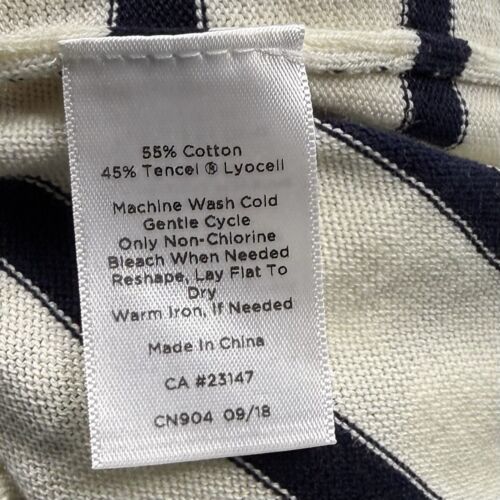 55% Cotton
45% Tencel ® Lyocell
Machine Wash Cold
Gentle Cycle
Only Non-Chlorine
Bleach When Needed
Reshape, Lay Flat To
Dry
Warm Iron, If Needed
Made In China
CA #23147
CN904 09/18